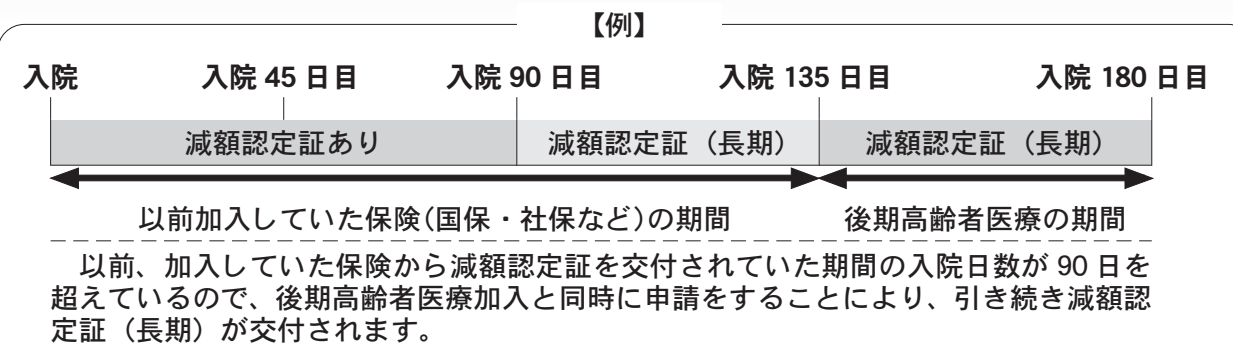 【例】
入院 入院 45 日目 入院 90 日目 入院 135 日目 入院 180 日目
減額認定証あり 減額認定証（長期） 減額認定証（長期）
以前加入していた保険(国保・社保など)の期間 後期高齢者医療の期間
以前、加入していた保険から減額認定証を交付されていた期間の入院日数が 90 日を
超えているので、後期高齢者医療加入と同時に申請をすることにより、引き続き減額認
定証（長期）が交付されます。